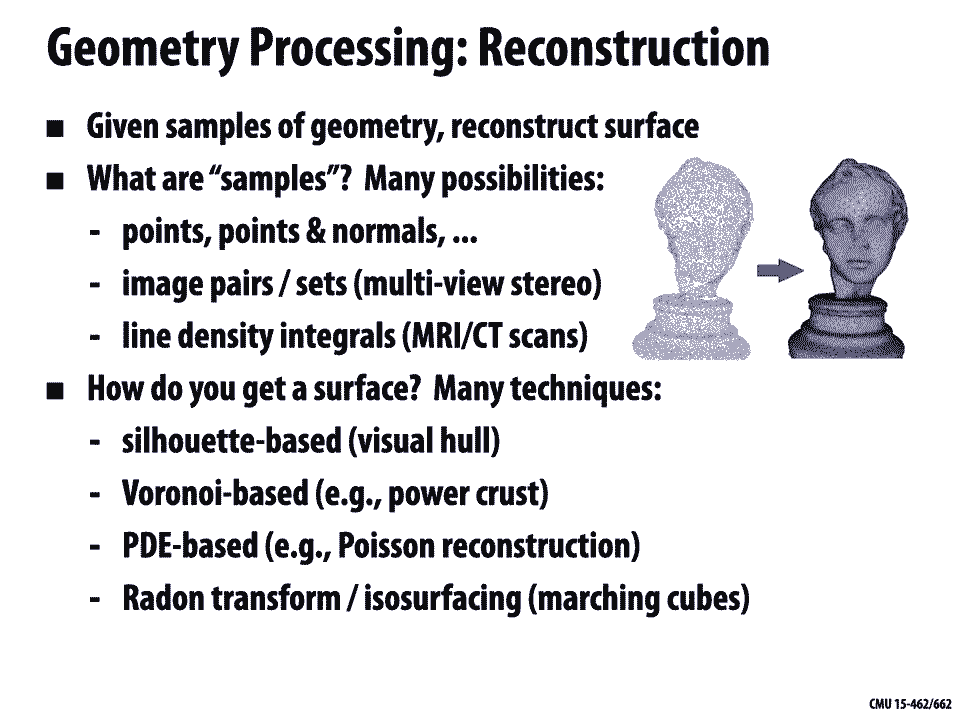 Geometry Processing: Reconstruction
■ Given samples of geometry, reconstruct surface
■ What are “samples”? Many possibilities:
- points, points & normals, ...
- image pairs / sets (multi-view stereo)
- line density integrals (MRI/CT scans)
■ How do you get a surface? Many techniques:
- silhouette-based (visual hull)
- Voronoi-based (e.g., power crust)
- PDE-based (e.g., Poisson reconstruction)
- Radon transform / isosurfacing (marching cubes)
CMU 15-462/662